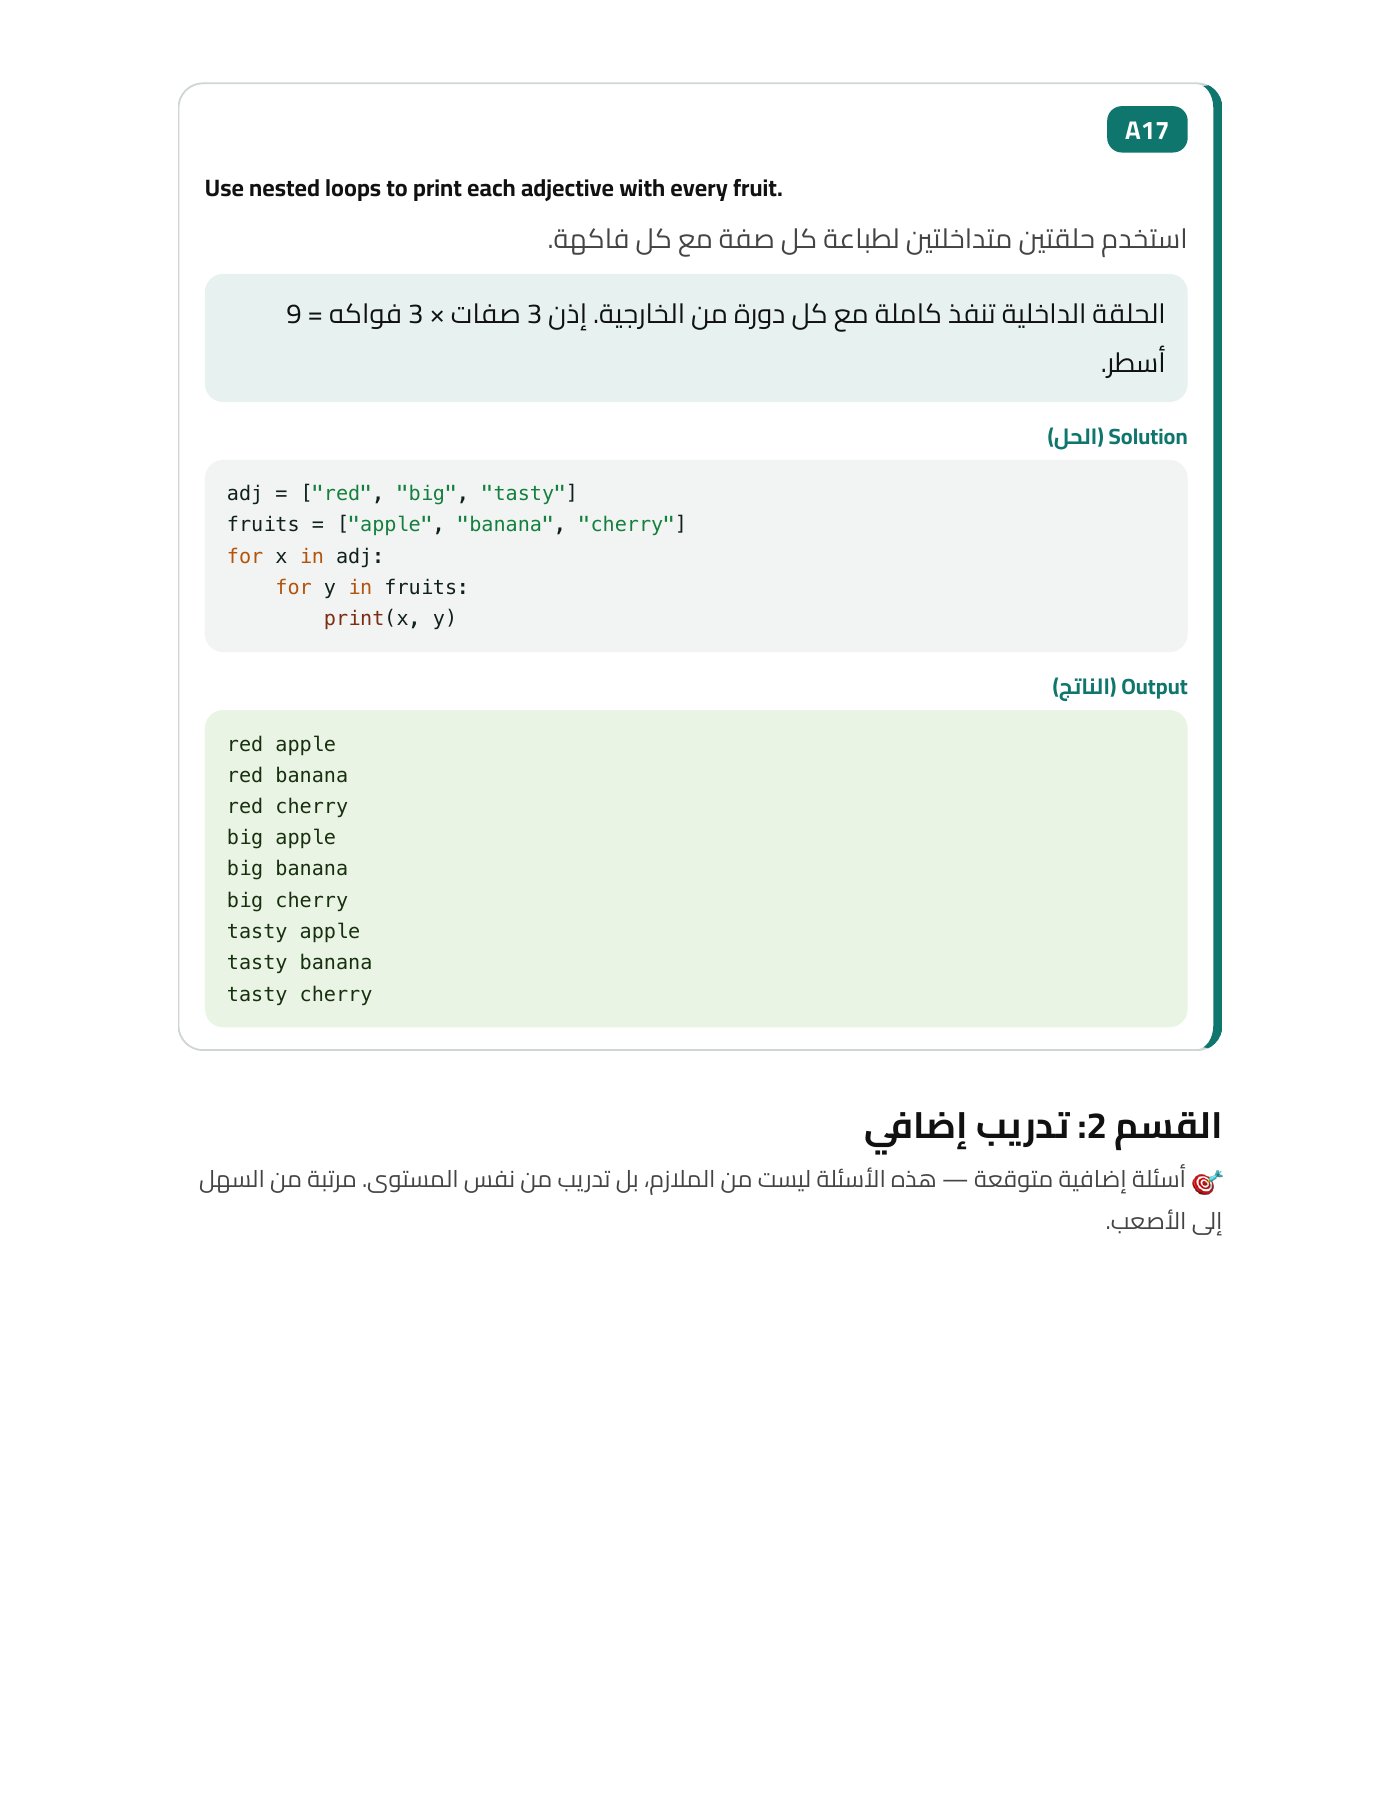 A17
Use nested loops to print each adjective with every fruit.
استخدم حلقتين متداخلتين لطباعة كل صفة مع كل فاكهة.
الحلقة الداخلية تنفذ كاملة مع كل دورة من الخارجية. إذن 3 صفات × 3 فواكه = 9
أسطر.
Solution (الحل)
adj = ["red", "big", "tasty"]
fruits = ["apple", "banana", "cherry"]
for x in adj:
    for y in fruits:
        print(x, y)
Output (الناتج)
red apple
red banana
red cherry
big apple
big banana
big cherry
tasty apple
tasty banana
tasty cherry
القسم 2: تدريب إضافي
🎯 أسئلة إضافية متوقعة — هذه الأسئلة ليست من الملازم، بل تدريب من نفس المستوى. مرتبة من السهل
إلى الأصعب.